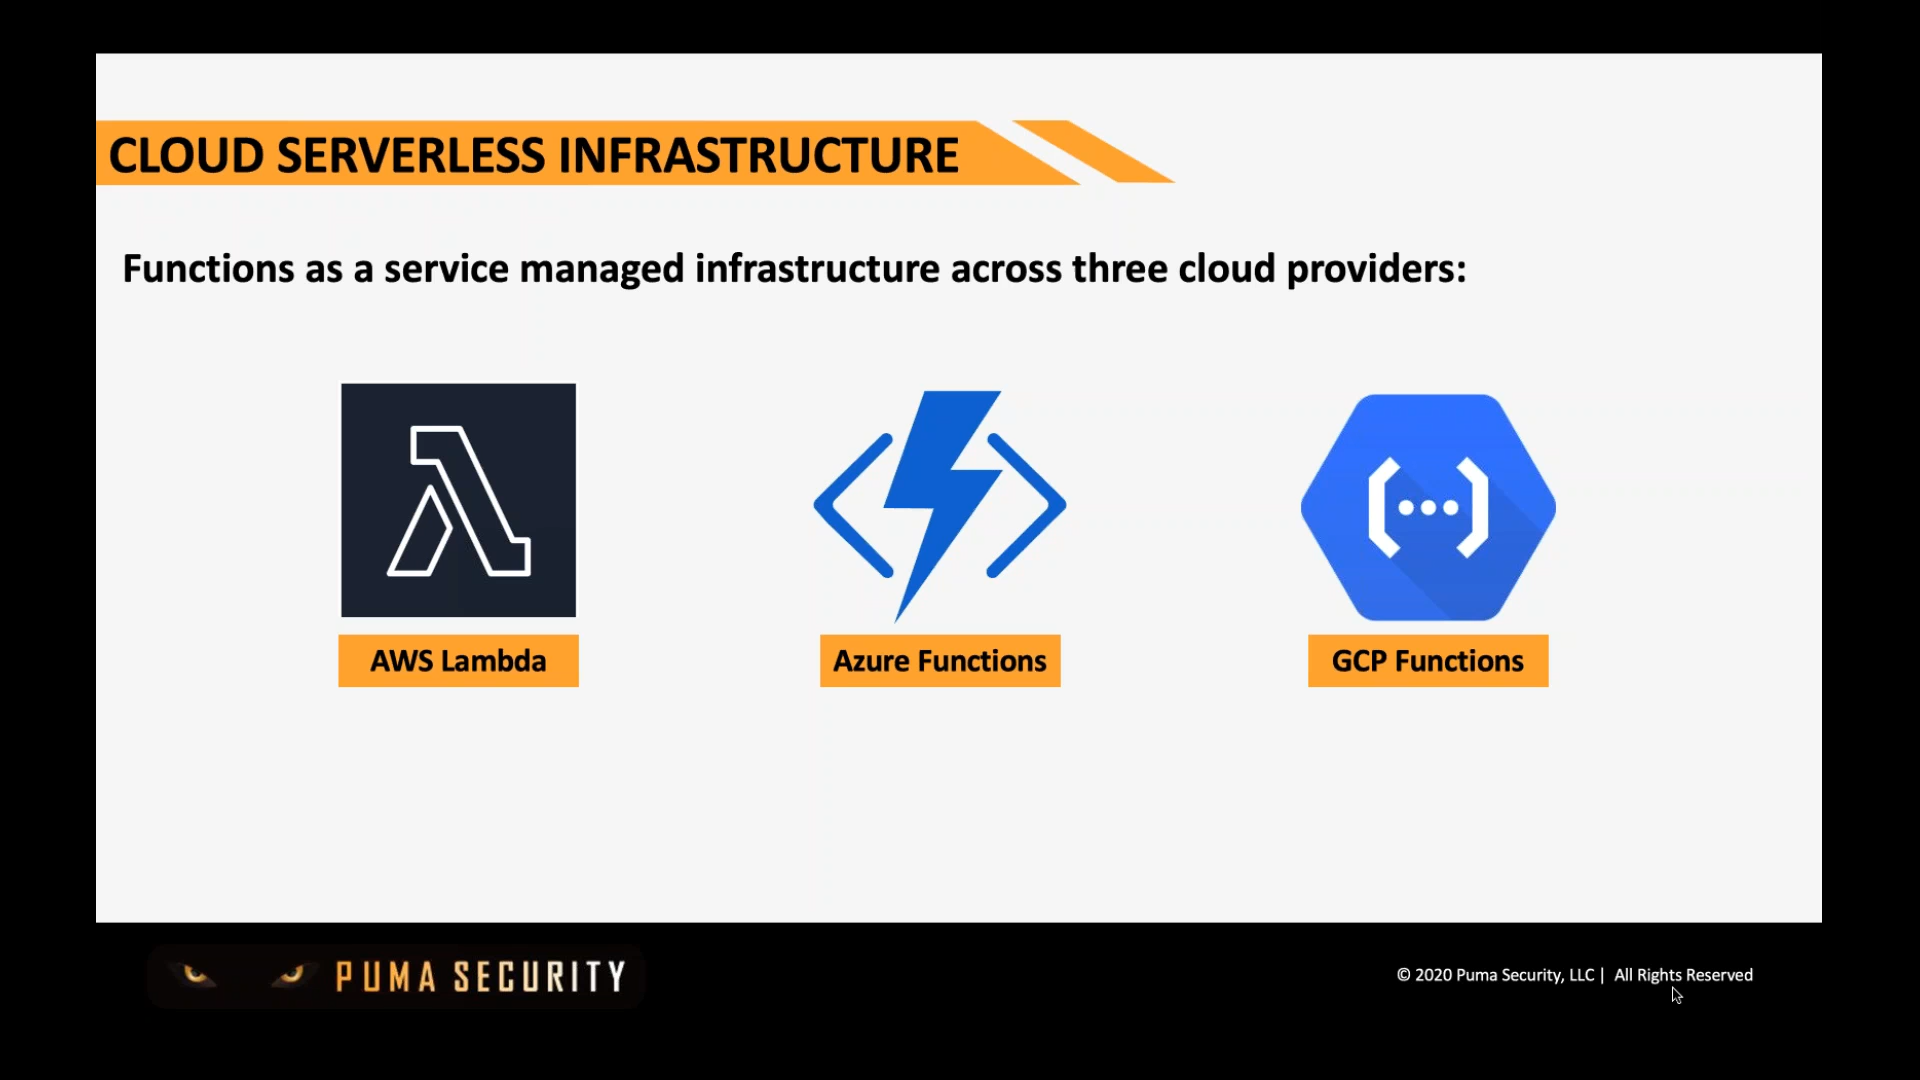 CLOUD SERVERLESS INFRASTRUCTURE
Functions as a service managed infrastructure across three cloud providers:
AWS Lambda
Azure Functions
GCP Functions
PUMA SECURITY
© 2020 Puma Security, LLC | All Rights Reserved